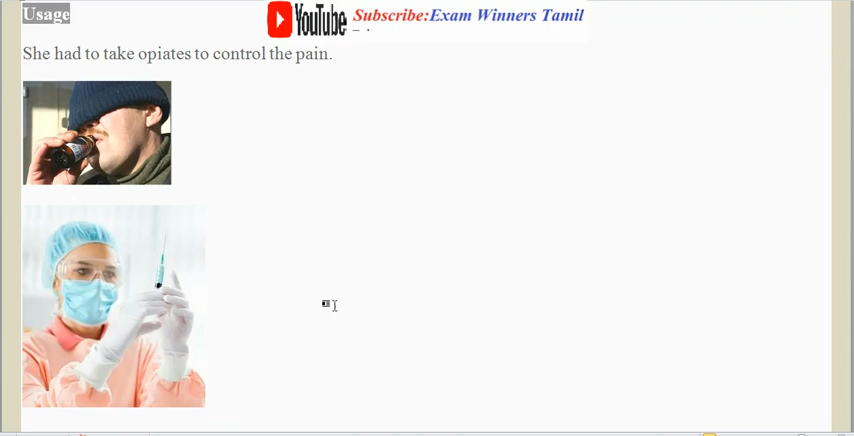 Usage
YouTube Subscribe:Exam Winners Tamil
She had to take opiates to control the pain.